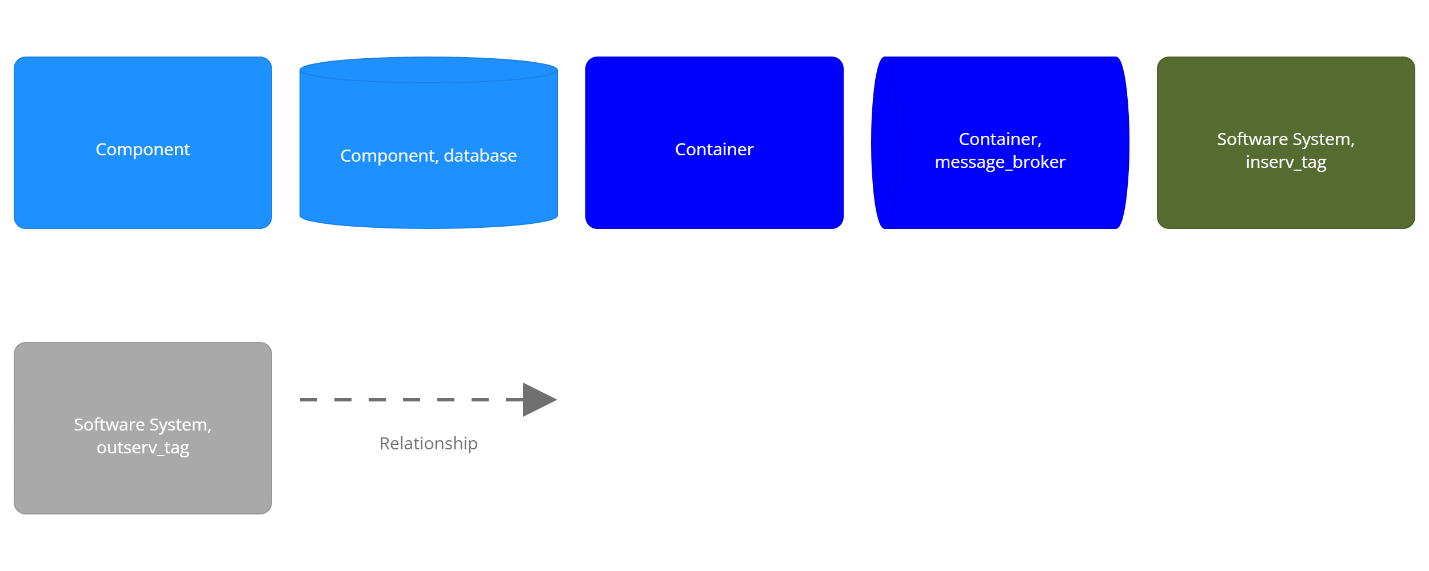 Component
Component, database
Container
Container,
message_broker
Software System,
inserv_tag
Software System,
outserv_tag
Relationship